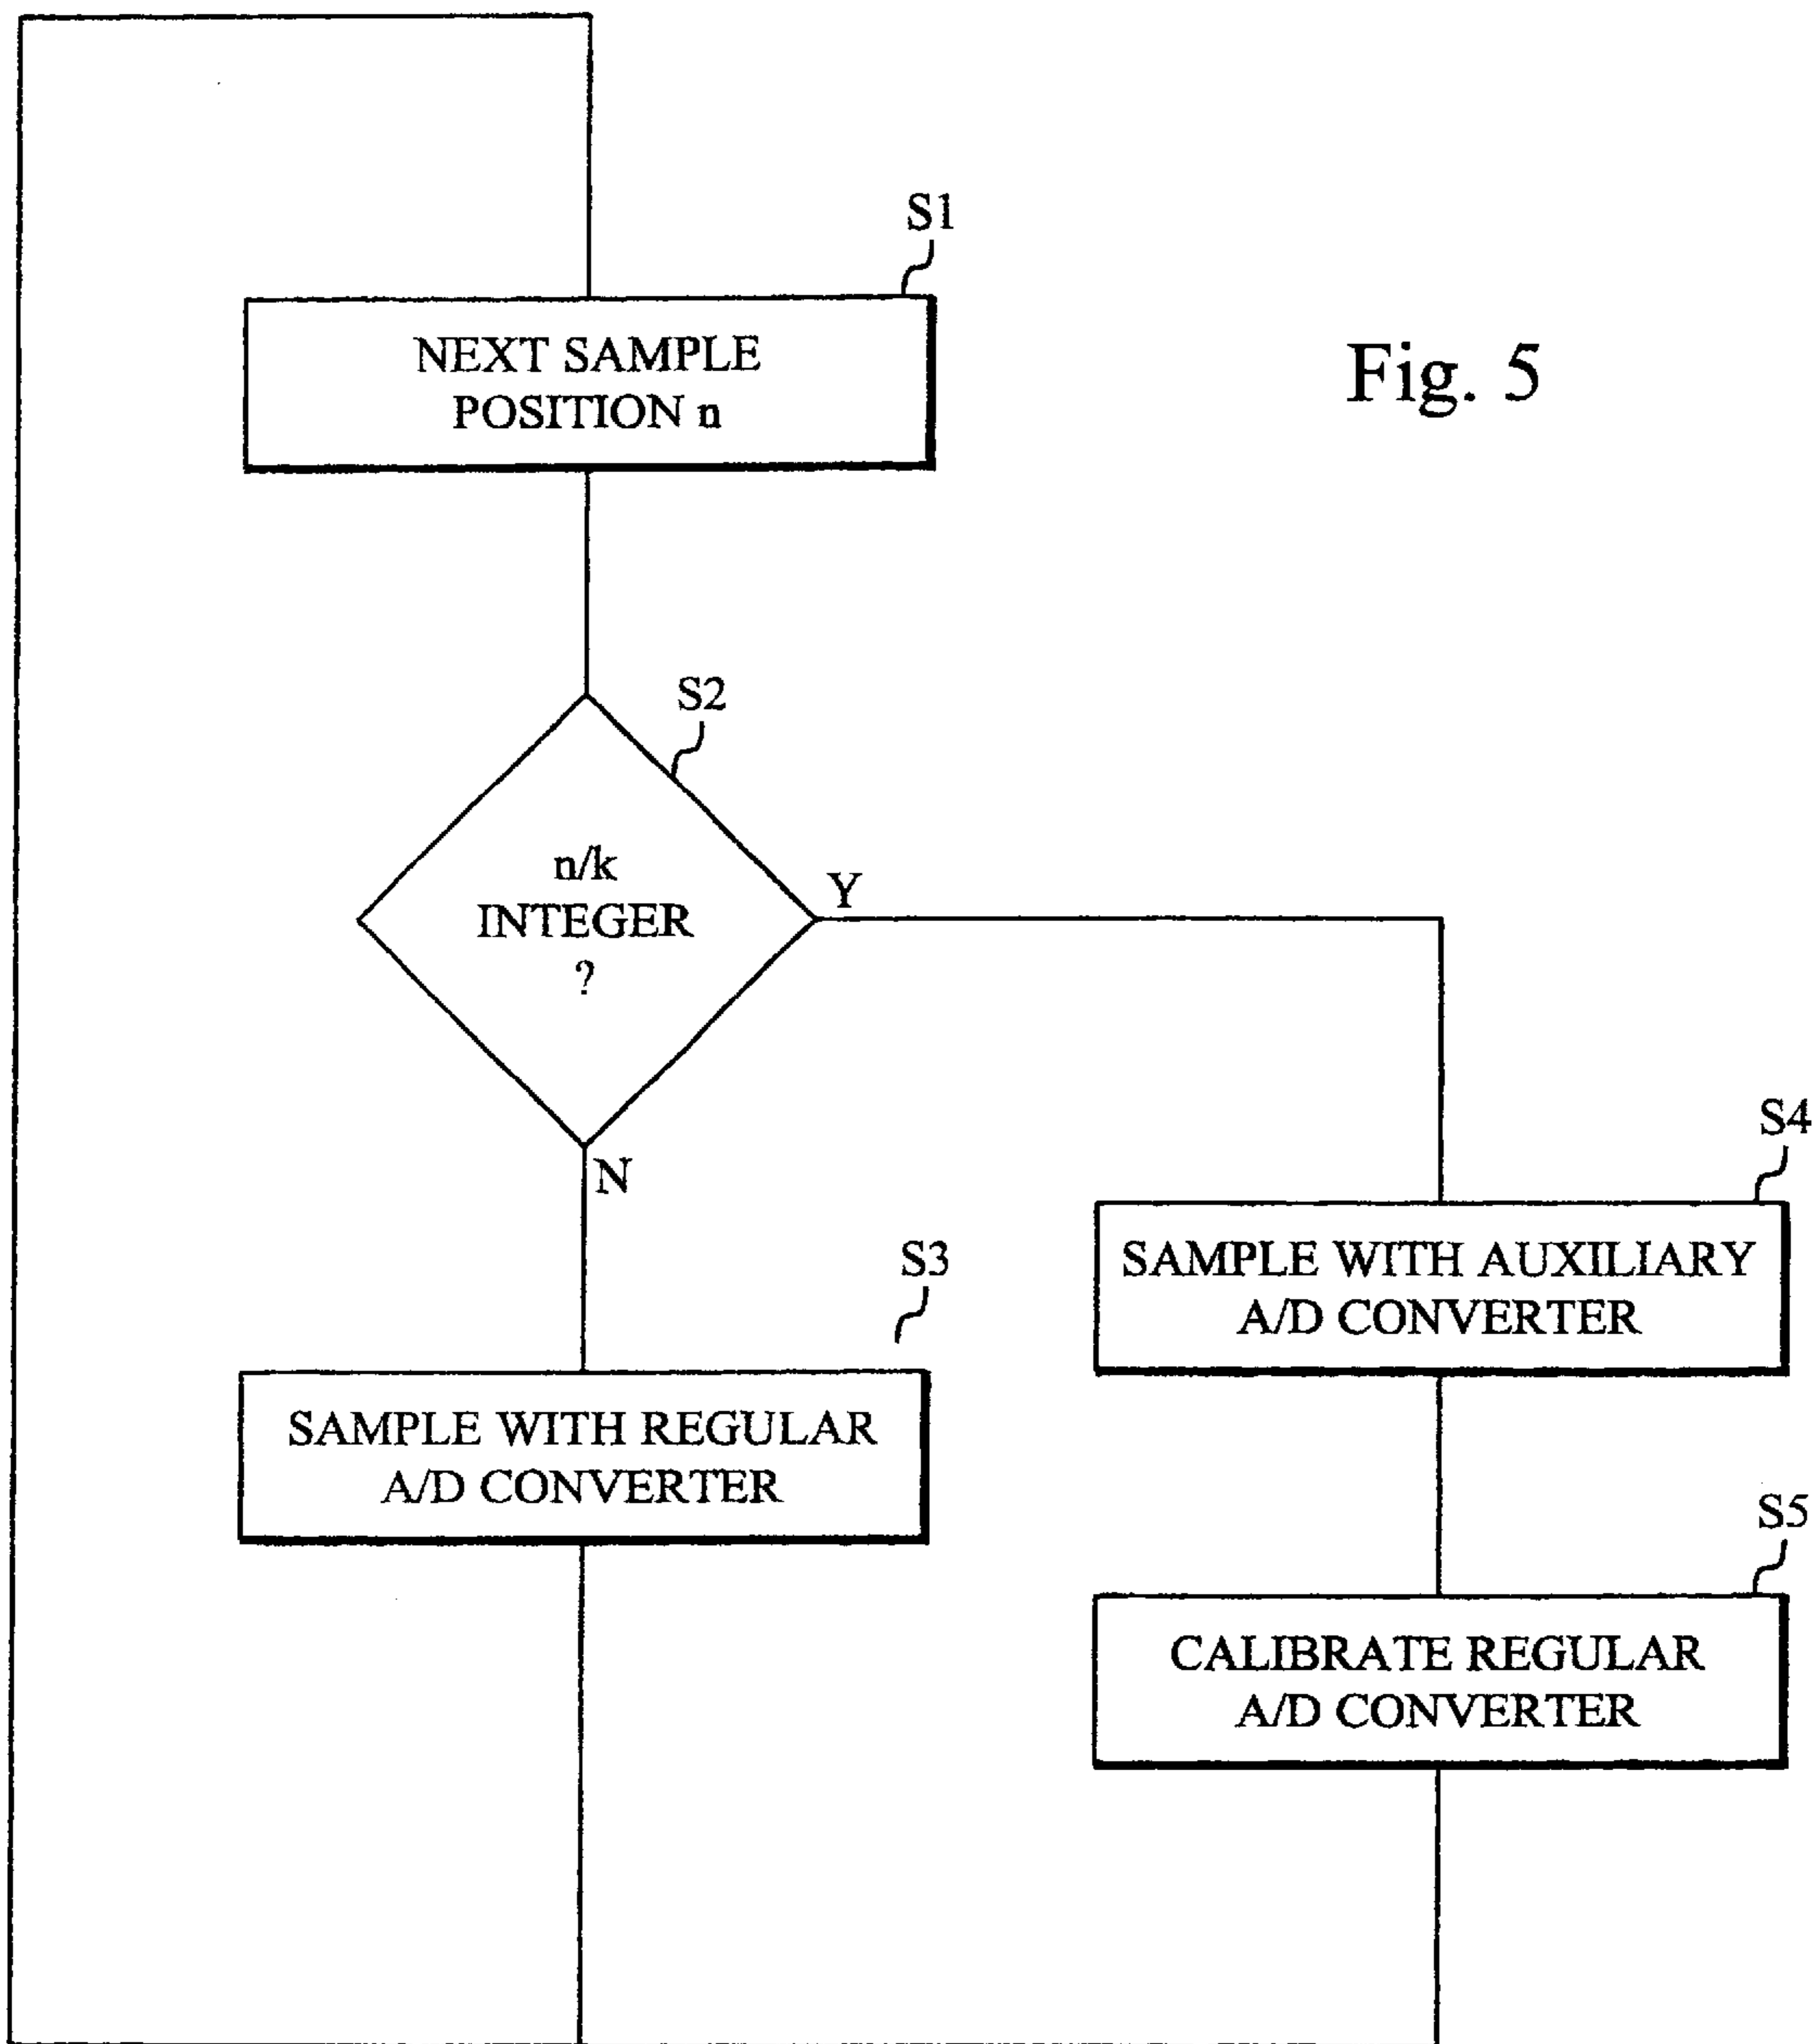 S1
NEXT SAMPLE
POSITION n
Fig. 5
S2
n/k
INTEGER
?
Y
N
S4
SAMPLE WITH AUXILIARY
A/D CONVERTER
S3
SAMPLE WITH REGULAR
A/D CONVERTER
S5
CALIBRATE REGULAR
A/D CONVERTER